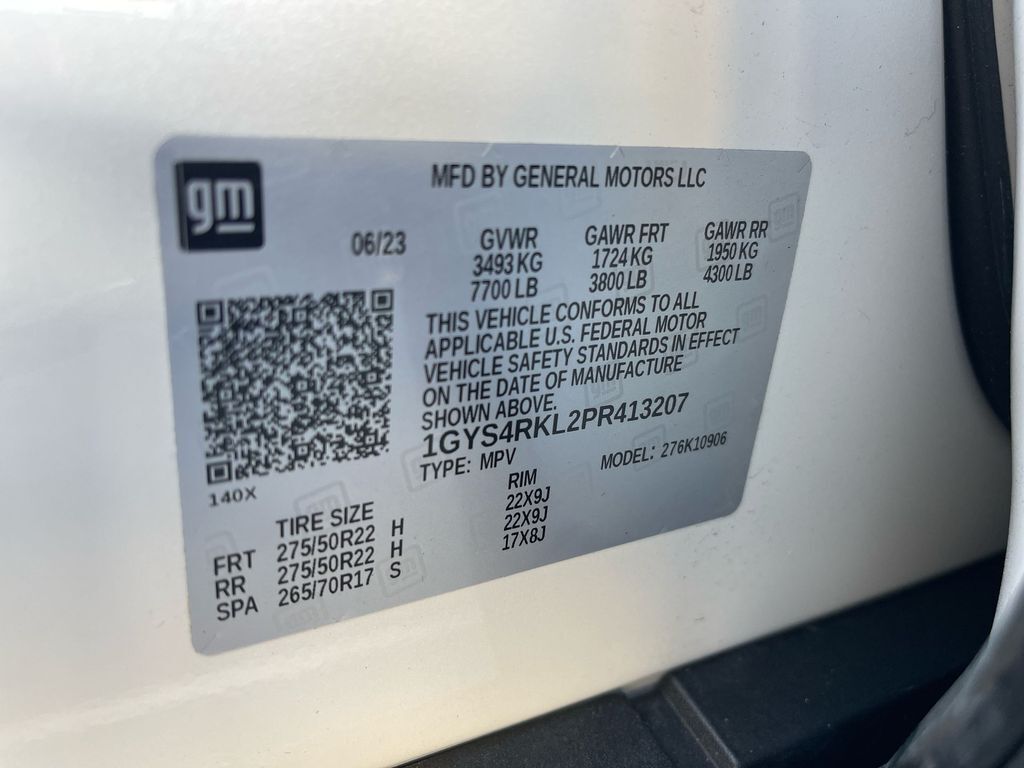 gm
MFD BY GENERAL MOTORS LLC
06/23 GVWR GAWR FRT GAWR RR
3493 KG 1724 KG 1950 KG
7700 LB 3800 LB 4300 LB
THIS VEHICLE CONFORMS TO ALL
APPLICABLE U.S. FEDERAL MOTOR
VEHICLE SAFETY STANDARDS IN EFFECT
ON THE DATE OF MANUFACTURE
SHOWN ABOVE.
1GYS4RKL2PR413207
TYPE: MPV MODEL: 276K10906
140X
TIRE SIZE RIM
FRT 275/50R22 H 22X9J
RR 275/50R22 H 22X9J
SPA 265/70R17 S 17X8J